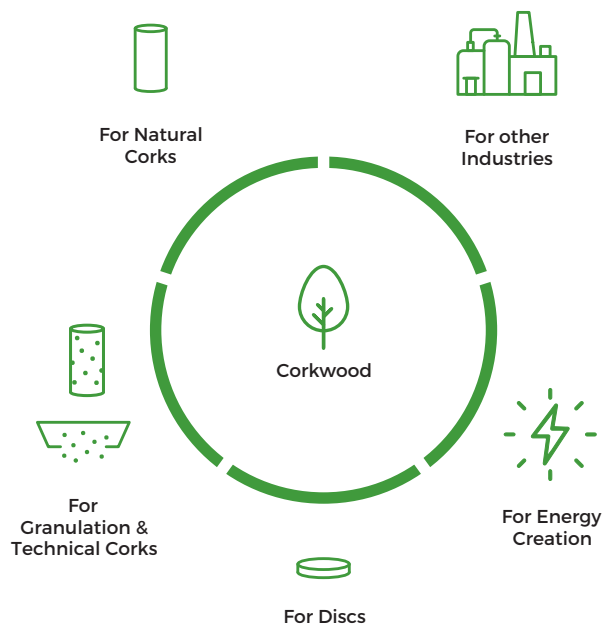 For Natural
Corks
For other
Industries
Corkwood
For
Granulation &
Technical Corks
For Energy
Creation
For Discs